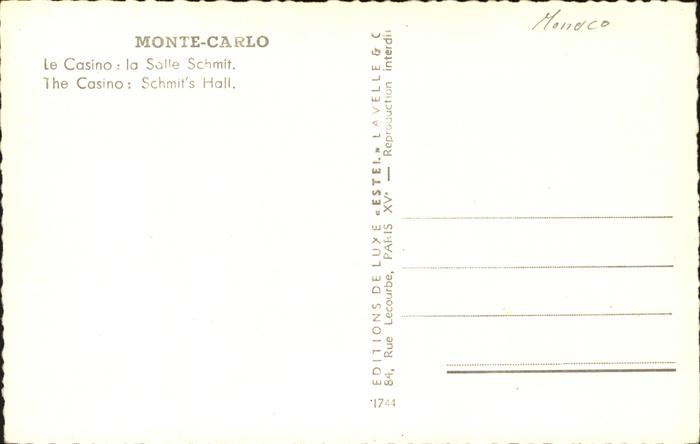 MONTE-CARLO
Le Casino : la Salle Schmit.
The Casino : Schmit's Hall.
Monaco
EDITIONS DE LUXE «ESTEL» LAVELLE & C
84, Rue Lecourbe, PARIS XVᵉ — Reproduction interdit
1744